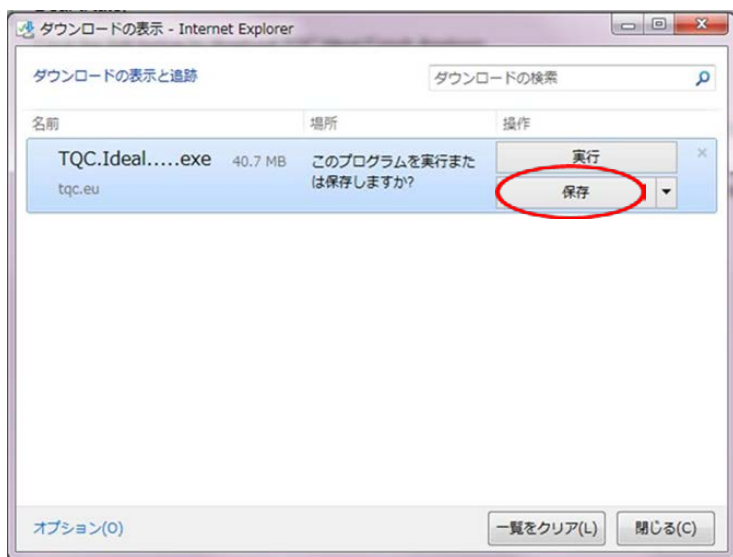 ダウンロードの表示 - Internet Explorer
ダウンロードの表示と追跡
ダウンロードの検索
名前 場所 操作
TQC.Ideal.....exe 40.7 MB このプログラムを実行また 実行
tqc.eu は保存しますか? 保存
オプション(O) 一覧をクリア(L) 閉じる(C)